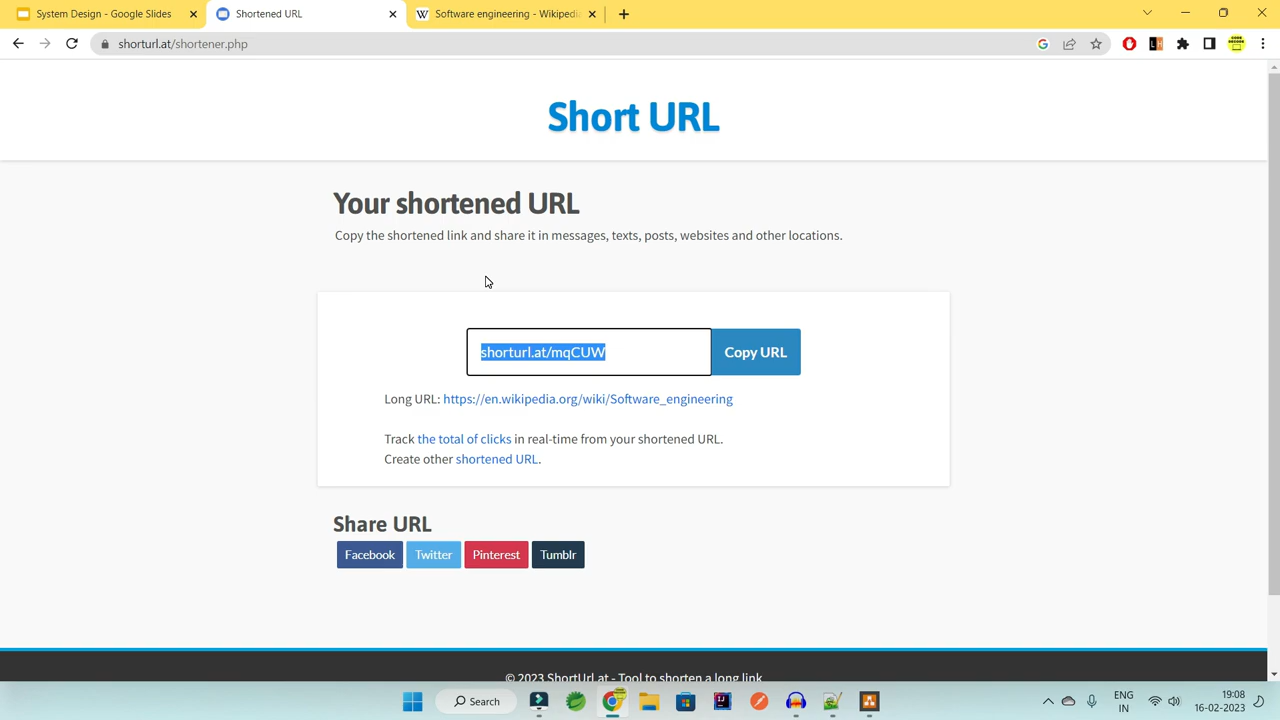 System Design - Google Slides
Shortened URL
Software engineering - Wikipedia
shorturl.at/shortener.php
Short URL
Your shortened URL
Copy the shortened link and share it in messages, texts, posts, websites and other locations.
shorturl.at/mqCUW
Copy URL
Long URL: https://en.wikipedia.org/wiki/Software_engineering
Track the total of clicks in real-time from your shortened URL.
Create other shortened URL.
Share URL
Facebook Twitter Pinterest Tumblr
© 2023 ShortUrl.at - Tool to shorten a long link
Search
ENG
IN
19:08
16-02-2023